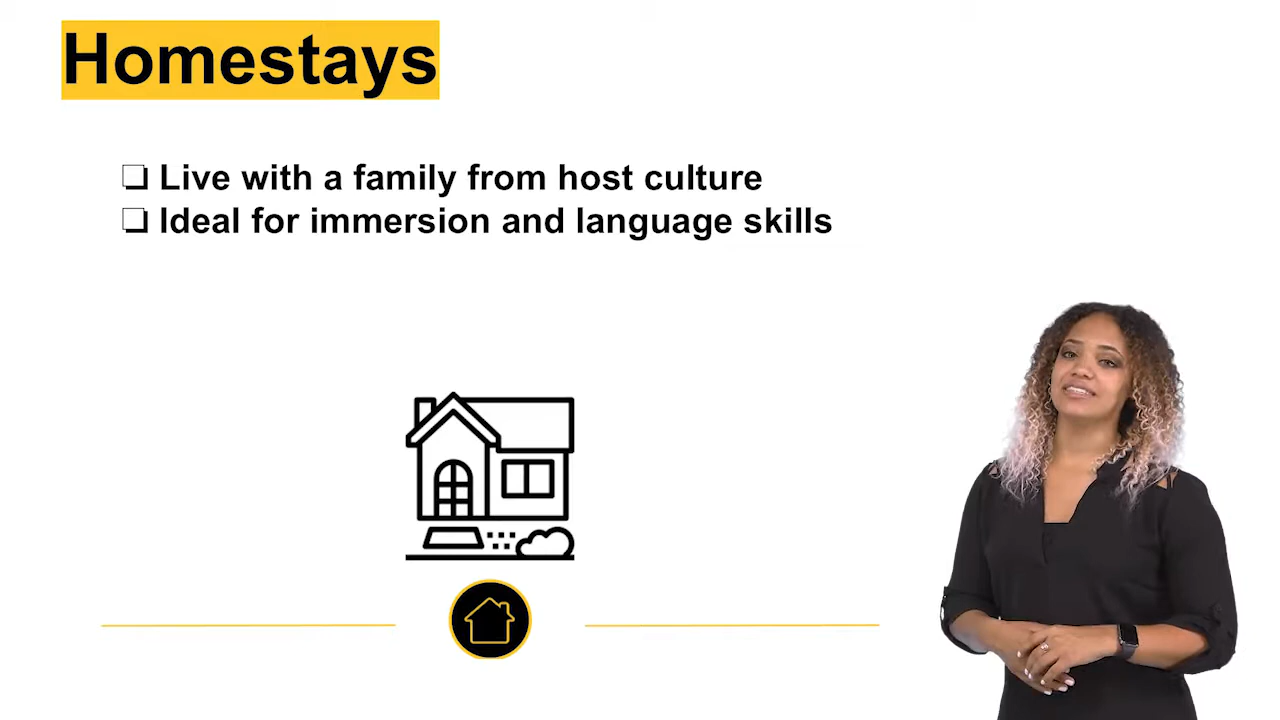 Homestays
❏ Live with a family from host culture
❏ Ideal for immersion and language skills